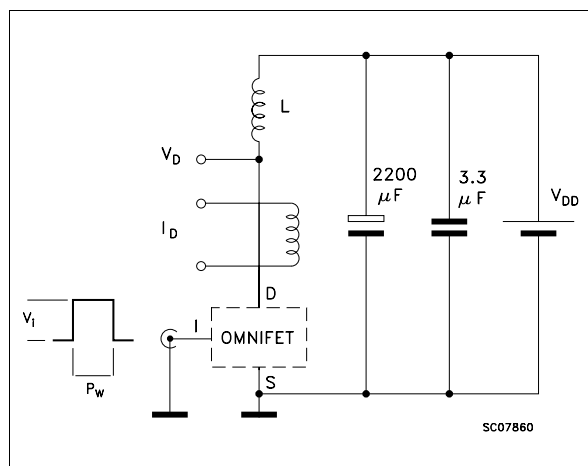 L
V_D
2200
μF
3.3
μF
V_DD
I_D
D
V_i
I
OMNIFET
P_W
S
SC07860